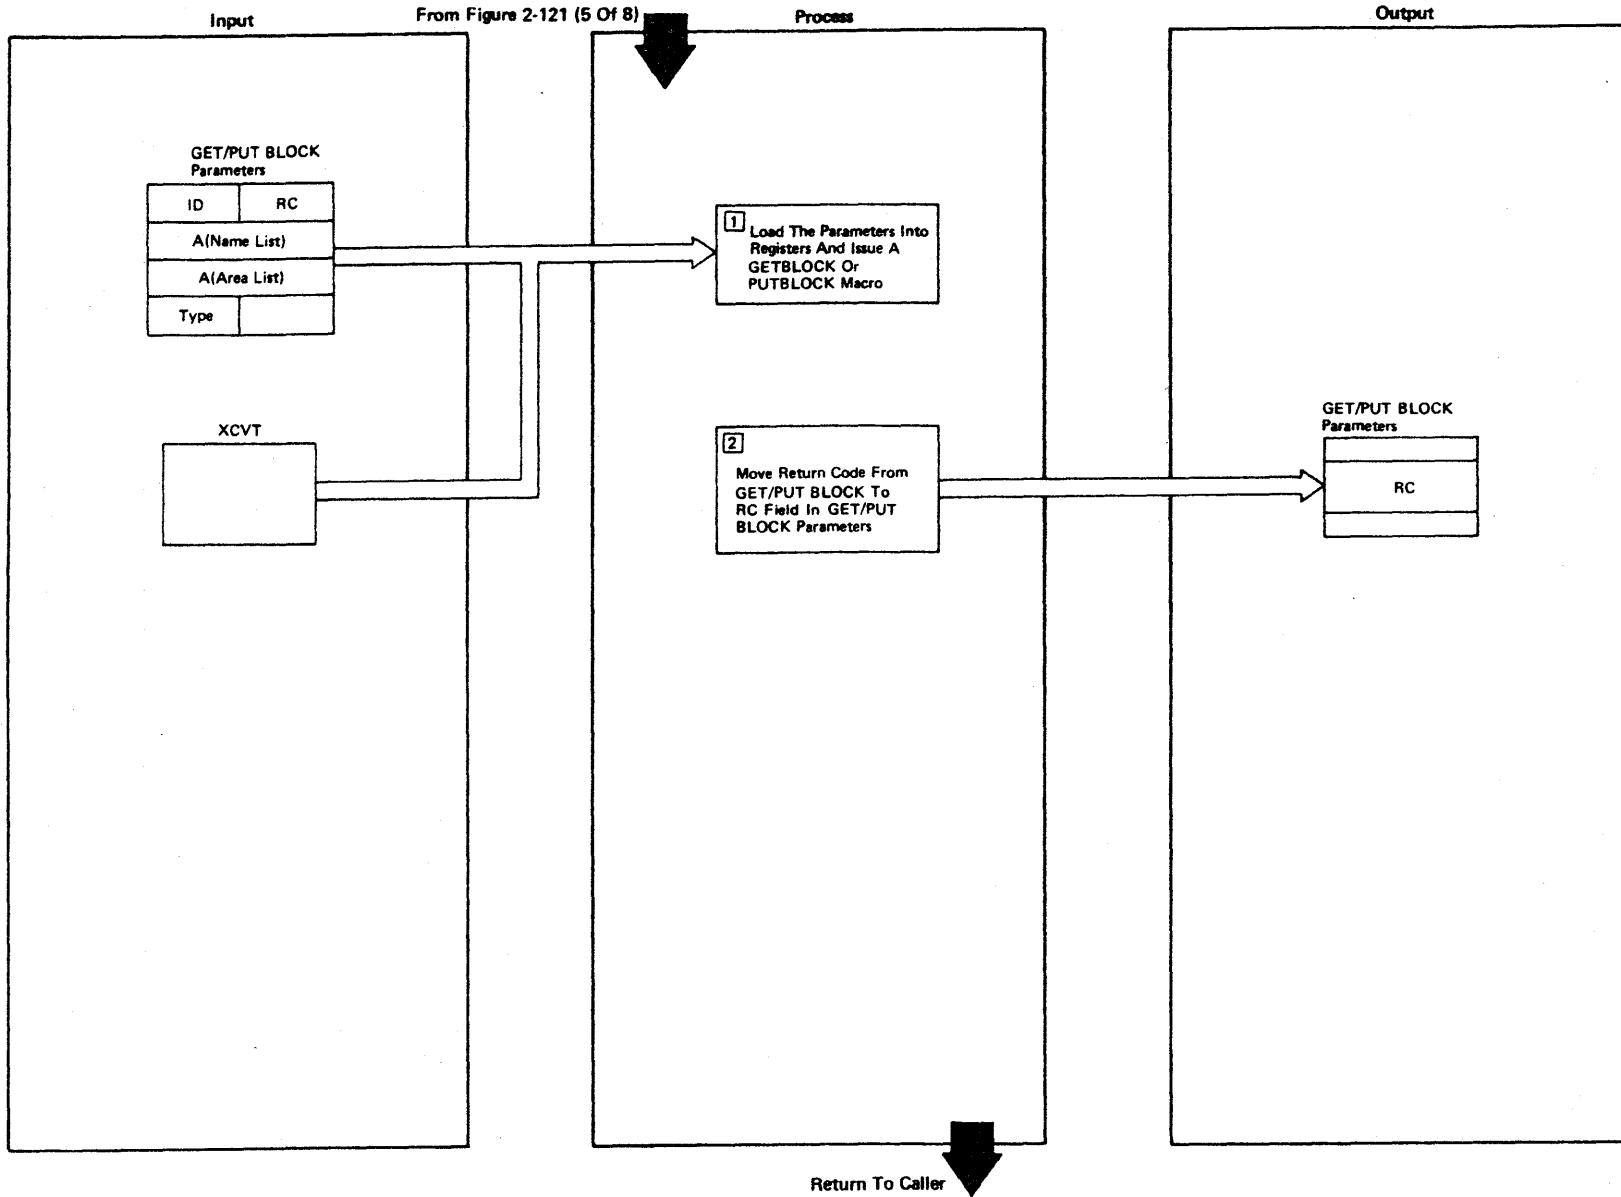 Input
From Figure 2-121 (5 Of 8)
Process
Output
GET/PUT BLOCK
Parameters
ID
RC
A(Name List)
A(Area List)
Type
XCVT
1
Load The Parameters Into
Registers And Issue A
GETBLOCK Or
PUTBLOCK Macro
2
Move Return Code From
GET/PUT BLOCK To
RC Field In GET/PUT
BLOCK Parameters
GET/PUT BLOCK
Parameters
RC
Return To Caller